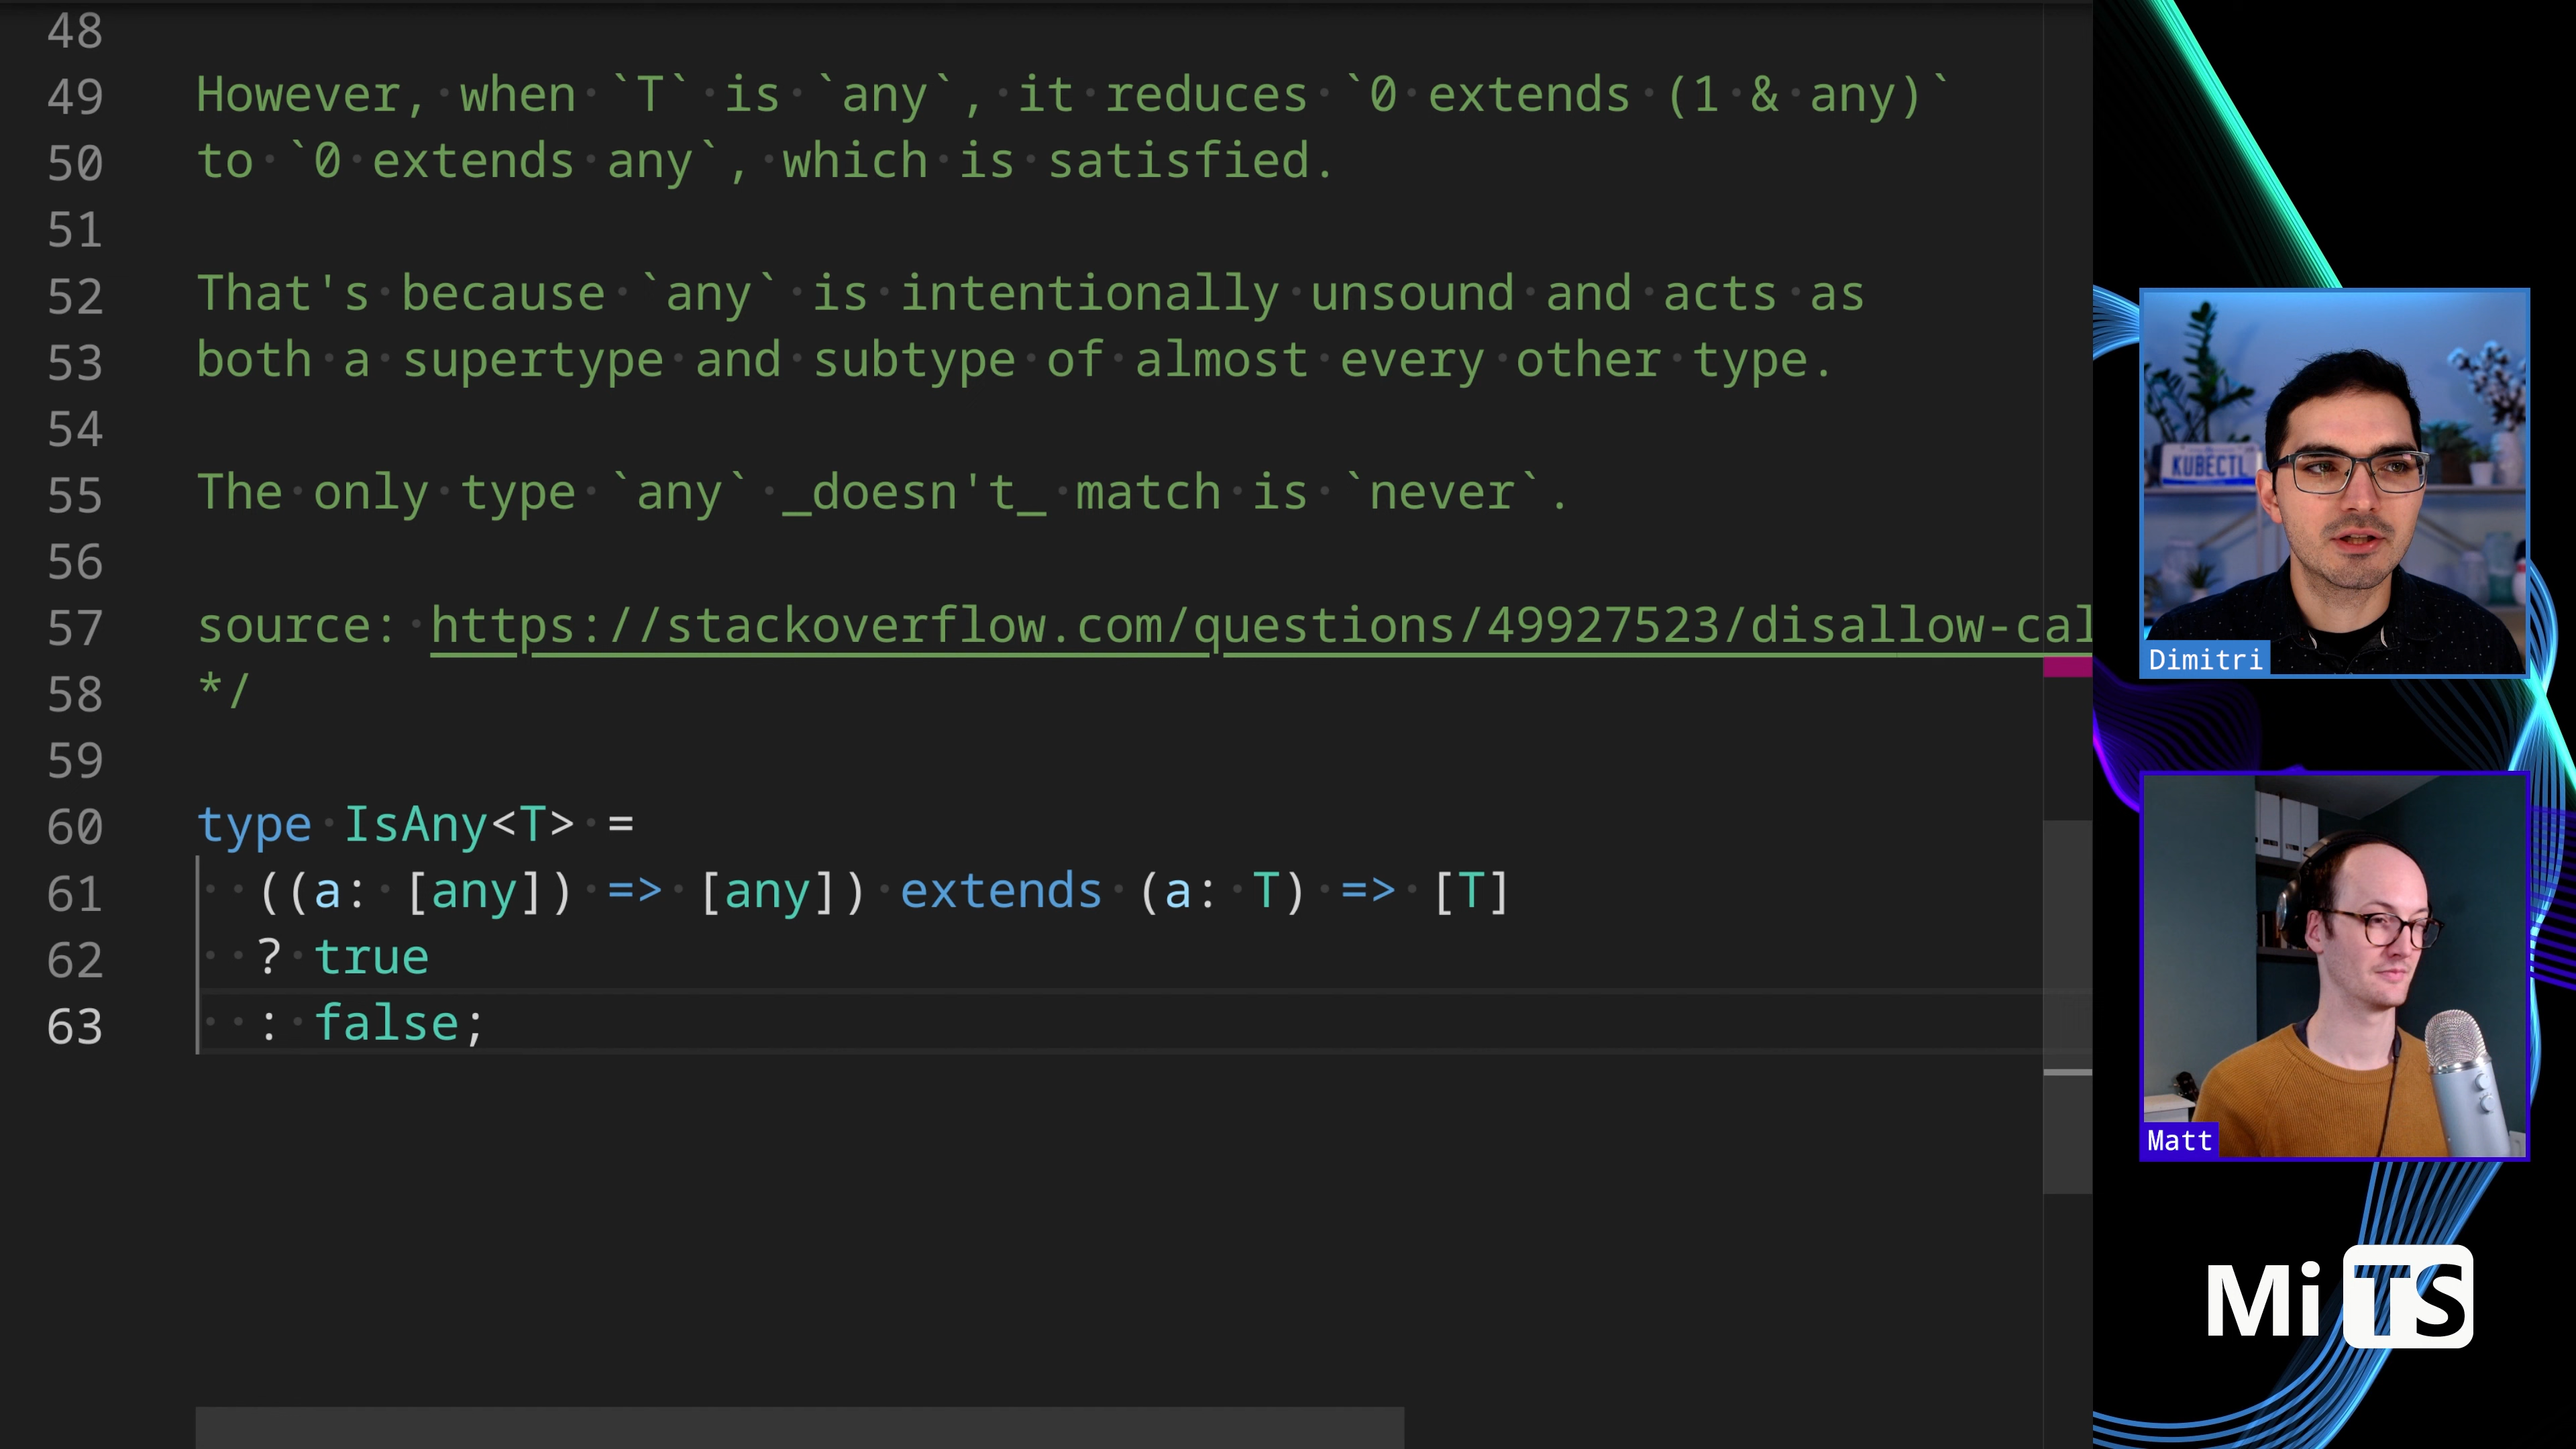 48
49 However, when `T` is `any`, it reduces `0 extends (1 & any)`
50 to `0 extends any`, which is satisfied.
51
52 That's because `any` is intentionally unsound and acts as
53 both a supertype and subtype of almost every other type.
54
55 The only type `any` _doesn't_ match is `never`.
56
57 source: https://stackoverflow.com/questions/49927523/disallow-cal
58 */
59
60 type IsAny<T> =
61 ((a: [any]) => [any]) extends (a: T) => [T]
62 ? true
63 : false;
KUBECTL
Dimitri
Matt
Mi TS